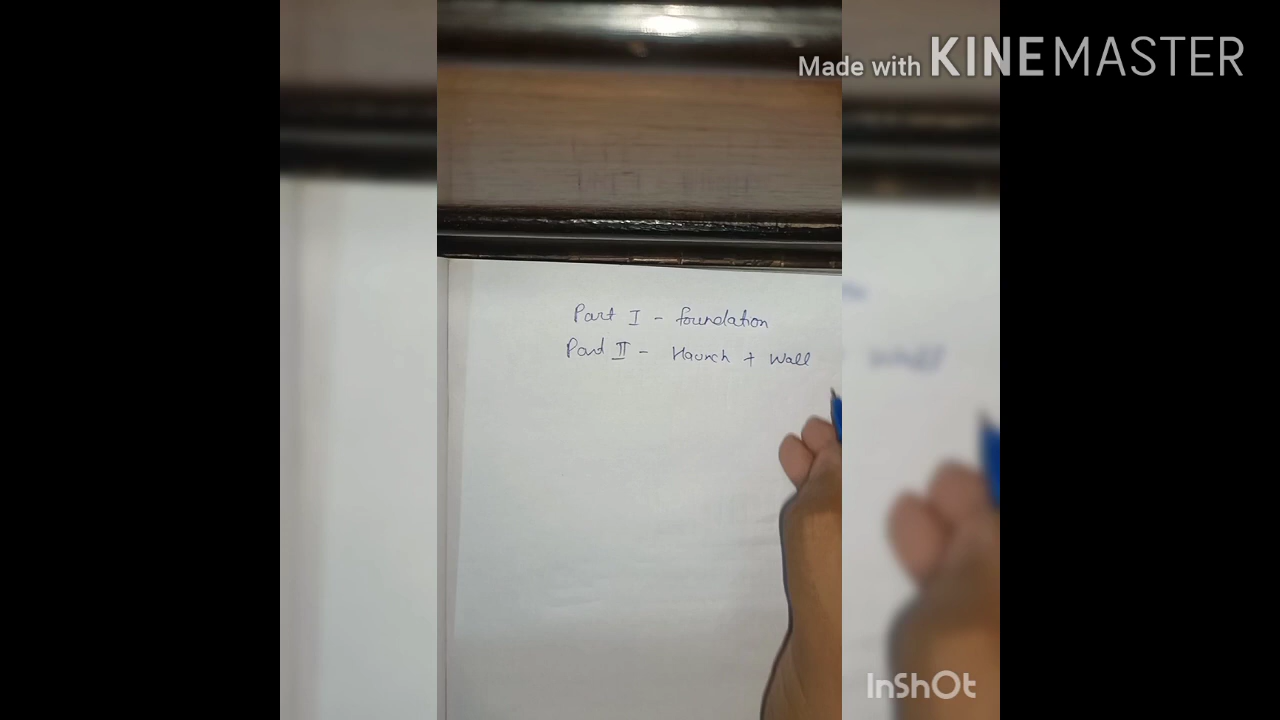 Made with KINEMASTER
Part I - foundation
Part II - Haunch + Wall
InShOt